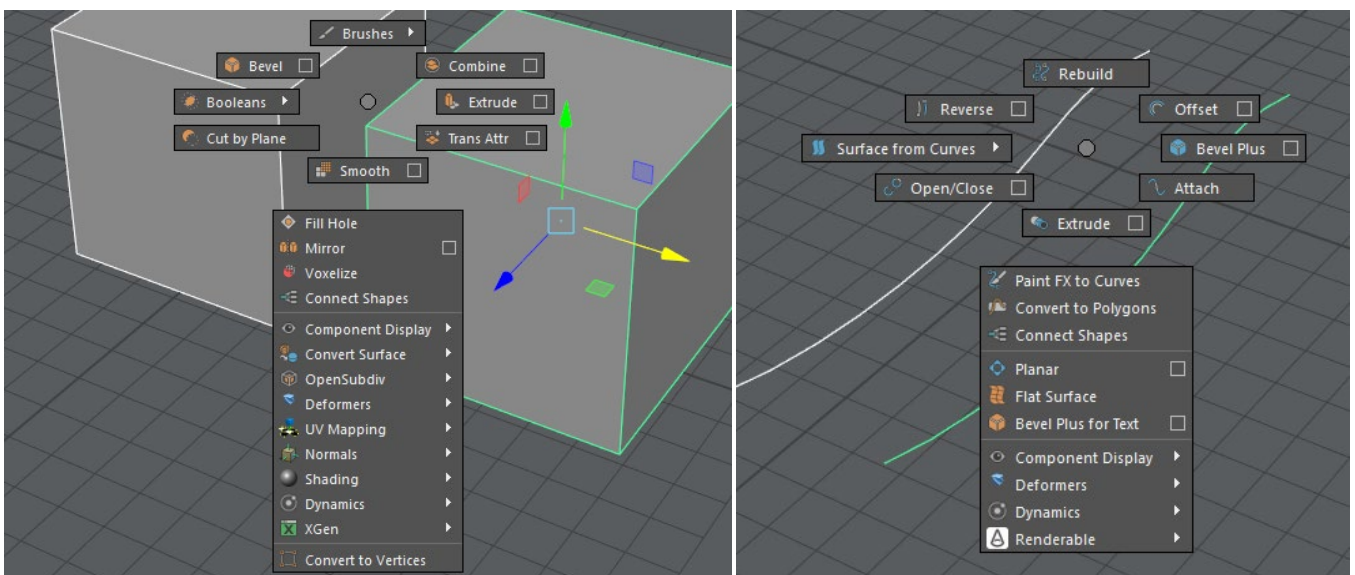 Brushes
Bevel
Combine
Booleans
Extrude
Cut by Plane
Trans Attr
Smooth
Fill Hole
Mirror
Voxelize
Connect Shapes
Component Display
Convert Surface
OpenSubdiv
Deformers
UV Mapping
Normals
Shading
Dynamics
XGen
Convert to Vertices
Rebuild
Reverse
Offset
Surface from Curves
Bevel Plus
Open/Close
Attach
Extrude
Paint FX to Curves
Convert to Polygons
Connect Shapes
Planar
Flat Surface
Bevel Plus for Text
Component Display
Deformers
Dynamics
Renderable